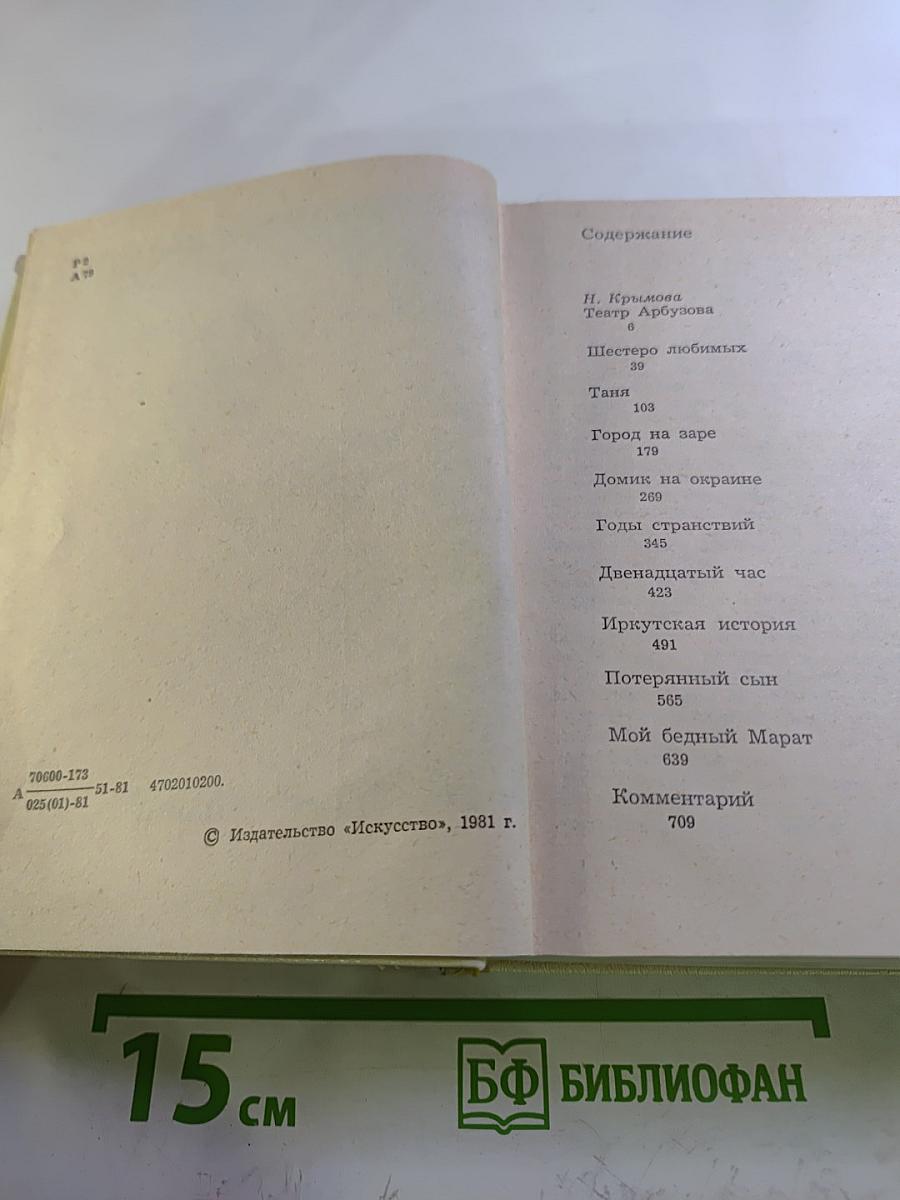 Р2
А79
70600-173
А 51-81 4702010200.
025(01)-81
© Издательство «Искусство», 1981 г.
Содержание
Н. Крымова
Театр Арбузова
6
Шестеро любимых
39
Таня
103
Город на заре
179
Домик на окраине
269
Годы странствий
345
Двенадцатый час
423
Иркутская история
491
Потерянный сын
565
Мой бедный Марат
639
Комментарий
709
15 см
БФ БИБЛИОФАН